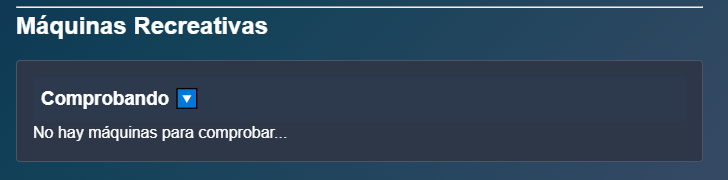 Máquinas Recreativas
Comprobando
No hay máquinas para comprobar...